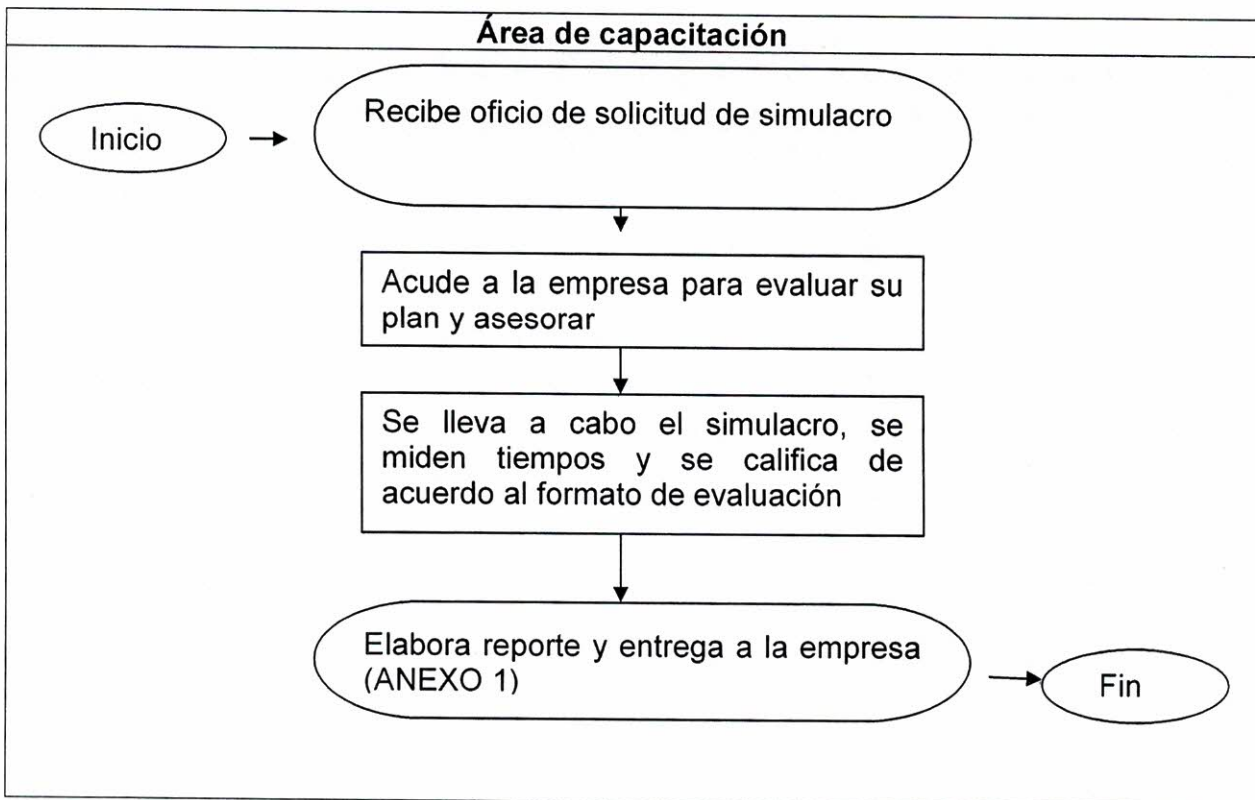 Área de capacitación
Inicio
Recibe oficio de solicitud de simulacro
Acude a la empresa para evaluar su
plan y asesorar
Se lleva a cabo el simulacro, se
miden tiempos y se califica de
acuerdo al formato de evaluación
Elabora reporte y entrega a la empresa
(ANEXO 1)
Fin